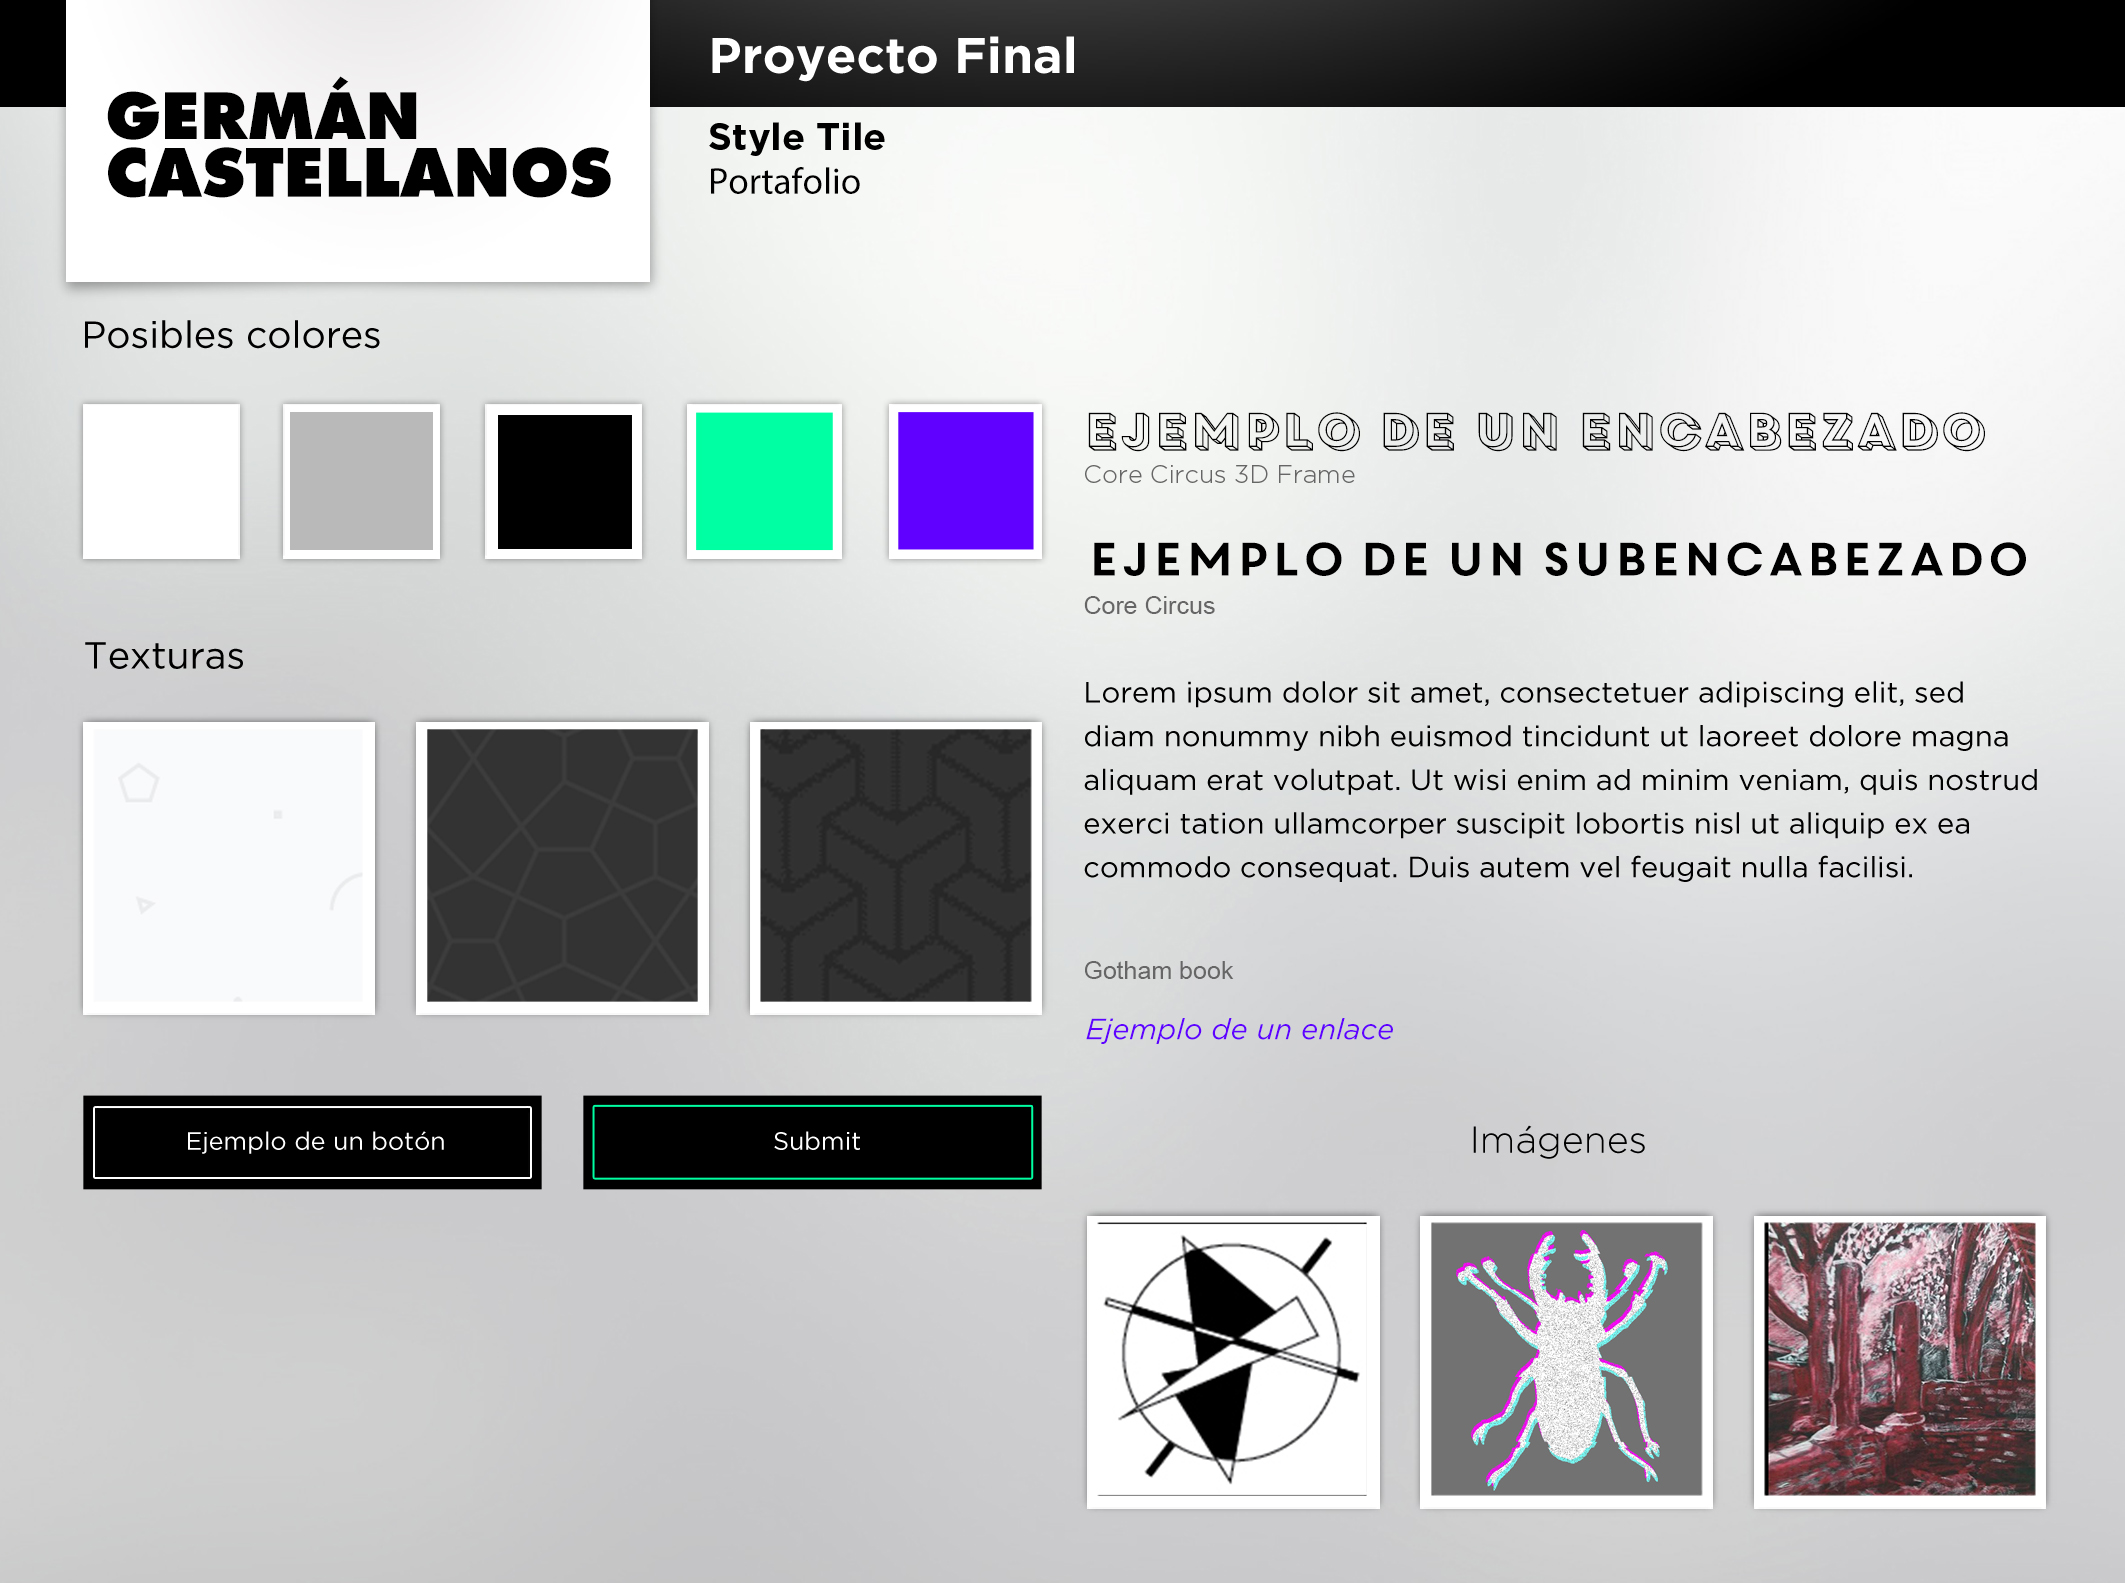 GERMÁN
CASTELLANOS
Proyecto Final
Style Tile
Portafolio
Posibles colores
EJEMPLO DE UN ENCABEZADO
Core Circus 3D Frame
EJEMPLO DE UN SUBENCABEZADO
Core Circus
Texturas
Lorem ipsum dolor sit amet, consectetuer adipiscing elit, sed
diam nonummy nibh euismod tincidunt ut laoreet dolore magna
aliquam erat volutpat. Ut wisi enim ad minim veniam, quis nostrud
exerci tation ullamcorper suscipit lobortis nisl ut aliquip ex ea
commodo consequat. Duis autem vel feugait nulla facilisi.
Gotham book
Ejemplo de un enlace
Ejemplo de un botón
Submit
Imágenes